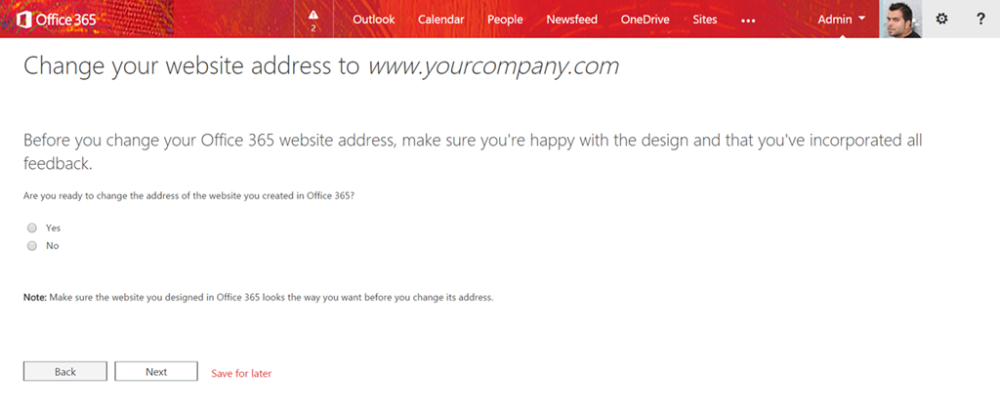 Office 365
2
Outlook Calendar People Newsfeed OneDrive Sites ... Admin ?
Change your website address to www.yourcompany.com
Before you change your Office 365 website address, make sure you're happy with the design and that you've incorporated all
feedback.
Are you ready to change the address of the website you created in Office 365?
Yes
No
Note: Make sure the website you designed in Office 365 looks the way you want before you change its address.
Back Next Save for later